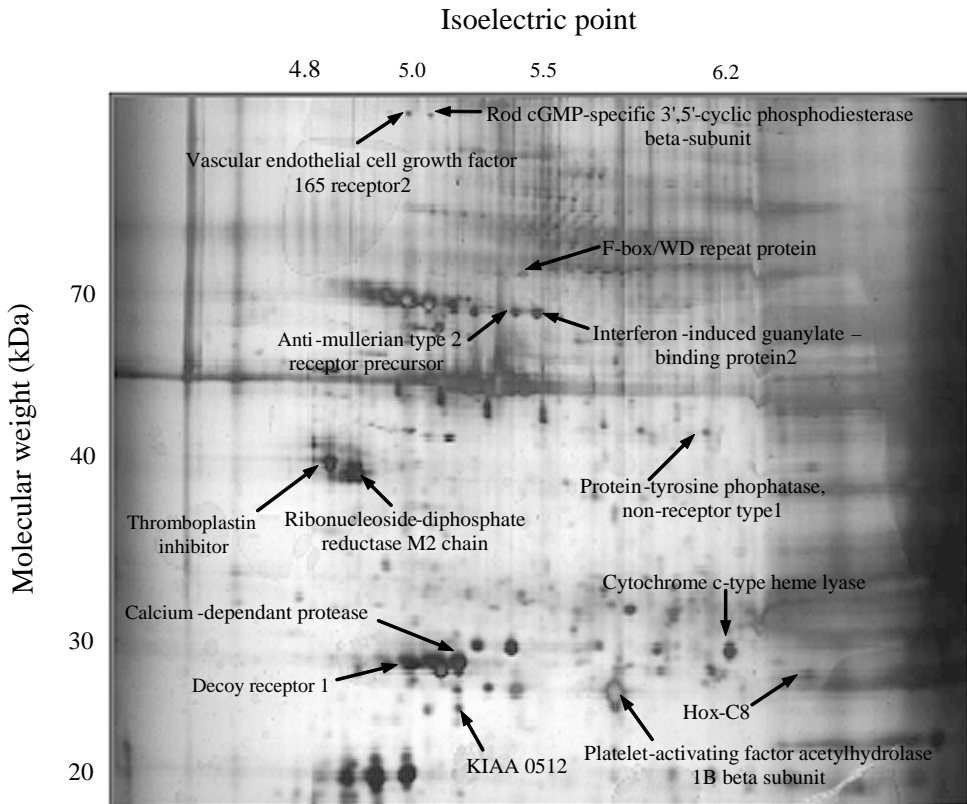 Isoelectric point
4.8 5.0 5.5 6.2
Rod cGMP-specific 3',5'-cyclic phosphodiesterase
beta-subunit
Vascular endothelial cell growth factor
165 receptor2
F-box/WD repeat protein
70
Anti-mullerian type 2
receptor precursor
Interferon-induced guanylate –
binding protein2
Molecular weight (kDa)
40
Protein-tyrosine phophatase,
non-receptor type1
Thromboplastin
inhibitor
Ribonucleoside-diphosphate
reductase M2 chain
Cytochrome c-type heme lyase
Calcium-dependant protease
30
Decoy receptor 1
Hox-C8
KIAA 0512
Platelet-activating factor acetylhydrolase
1B beta subunit
20